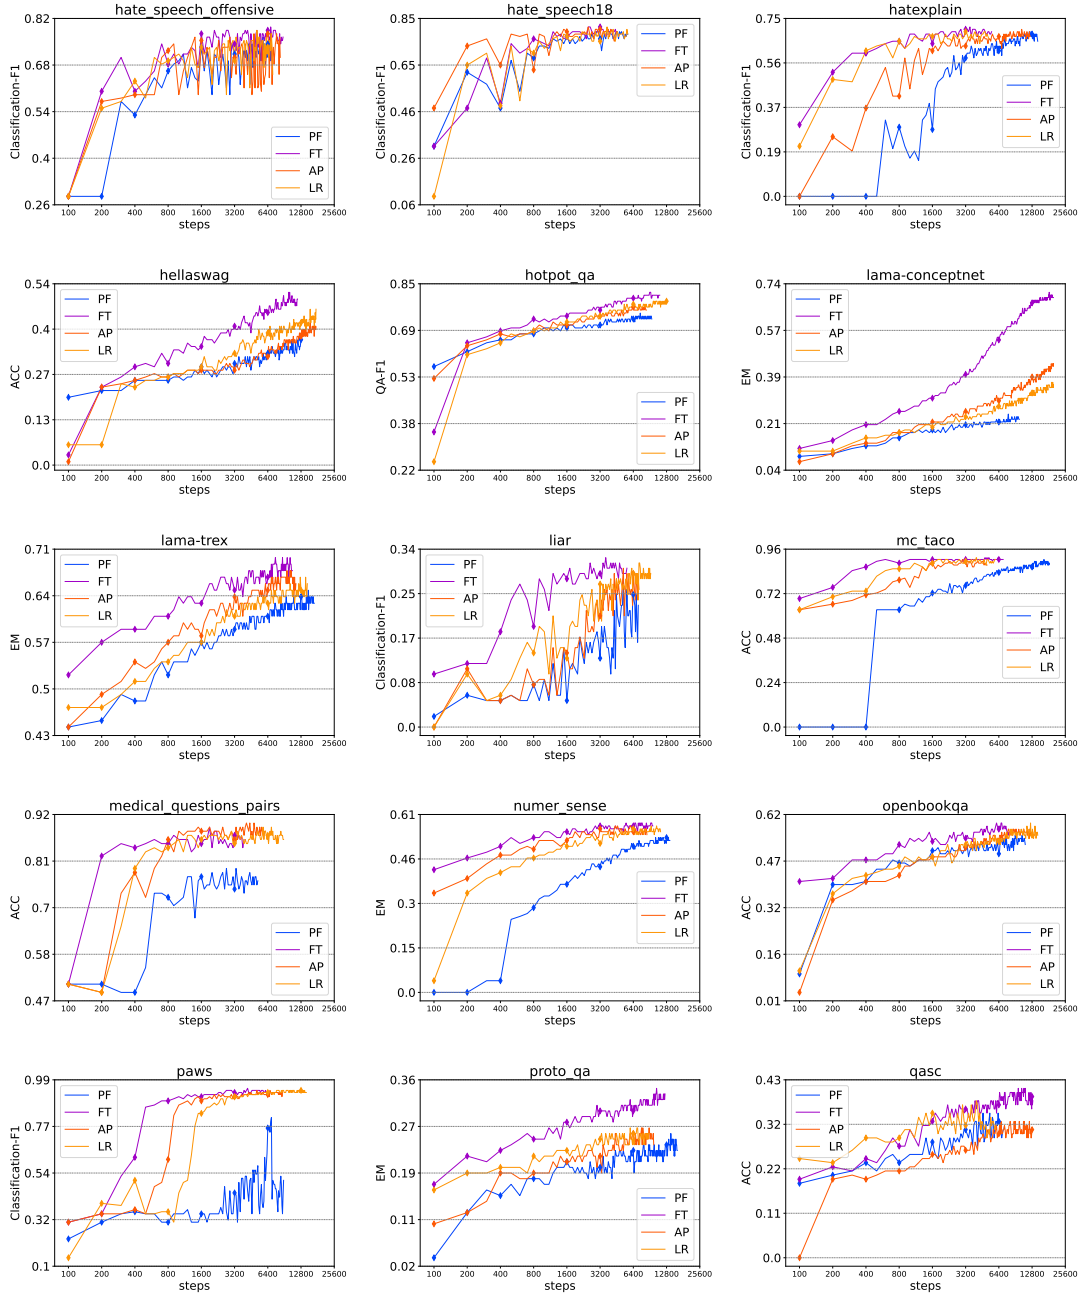 hate_speech_offensive
Classification-F1
0.82
0.68
0.54
0.4
0.26
100 200 400 800 1600 3200 6400 12800 25600
steps
PF
FT
AP
LR
hate_speech18
Classification-F1
0.85
0.65
0.46
0.26
0.06
100 200 400 800 1600 3200 6400 12800 25600
steps
PF
FT
AP
LR
hatexplain
Classification-F1
0.75
0.56
0.37
0.19
0.0
100 200 400 800 1600 3200 6400 12800 25600
steps
PF
FT
AP
LR
hellaswag
ACC
0.54
0.4
0.27
0.13
0.0
100 200 400 800 1600 3200 6400 12800 25600
steps
PF
FT
AP
LR
hotpot_qa
QA-F1
0.85
0.69
0.53
0.38
0.22
100 200 400 800 1600 3200 6400 12800 25600
steps
PF
FT
AP
LR
lama-conceptnet
EM
0.74
0.57
0.39
0.21
0.04
100 200 400 800 1600 3200 6400 12800 25600
steps
PF
FT
AP
LR
lama-trex
EM
0.71
0.64
0.57
0.5
0.43
100 200 400 800 1600 3200 6400 12800 25600
steps
PF
FT
AP
LR
liar
Classification-F1
0.34
0.25
0.17
0.08
0.0
100 200 400 800 1600 3200 6400 12800 25600
steps
PF
FT
AP
LR
mc_taco
ACC
0.96
0.72
0.48
0.24
0.0
100 200 400 800 1600 3200 6400 12800 25600
steps
PF
FT
AP
LR
medical_questions_pairs
ACC
0.92
0.81
0.7
0.58
0.47
100 200 400 800 1600 3200 6400 12800 25600
steps
PF
FT
AP
LR
numer_sense
EM
0.61
0.46
0.3
0.15
0.0
100 200 400 800 1600 3200 6400 12800 25600
steps
PF
FT
AP
LR
openbookqa
ACC
0.62
0.47
0.32
0.16
0.01
100 200 400 800 1600 3200 6400 12800 25600
steps
PF
FT
AP
LR
paws
Classification-F1
0.99
0.77
0.54
0.32
0.1
100 200 400 800 1600 3200 6400 12800 25600
steps
PF
FT
AP
LR
proto_qa
EM
0.36
0.27
0.19
0.11
0.02
100 200 400 800 1600 3200 6400 12800 25600
steps
PF
FT
AP
LR
qasc
ACC
0.43
0.32
0.22
0.11
0.0
100 200 400 800 1600 3200 6400 12800 25600
steps
PF
FT
AP
LR